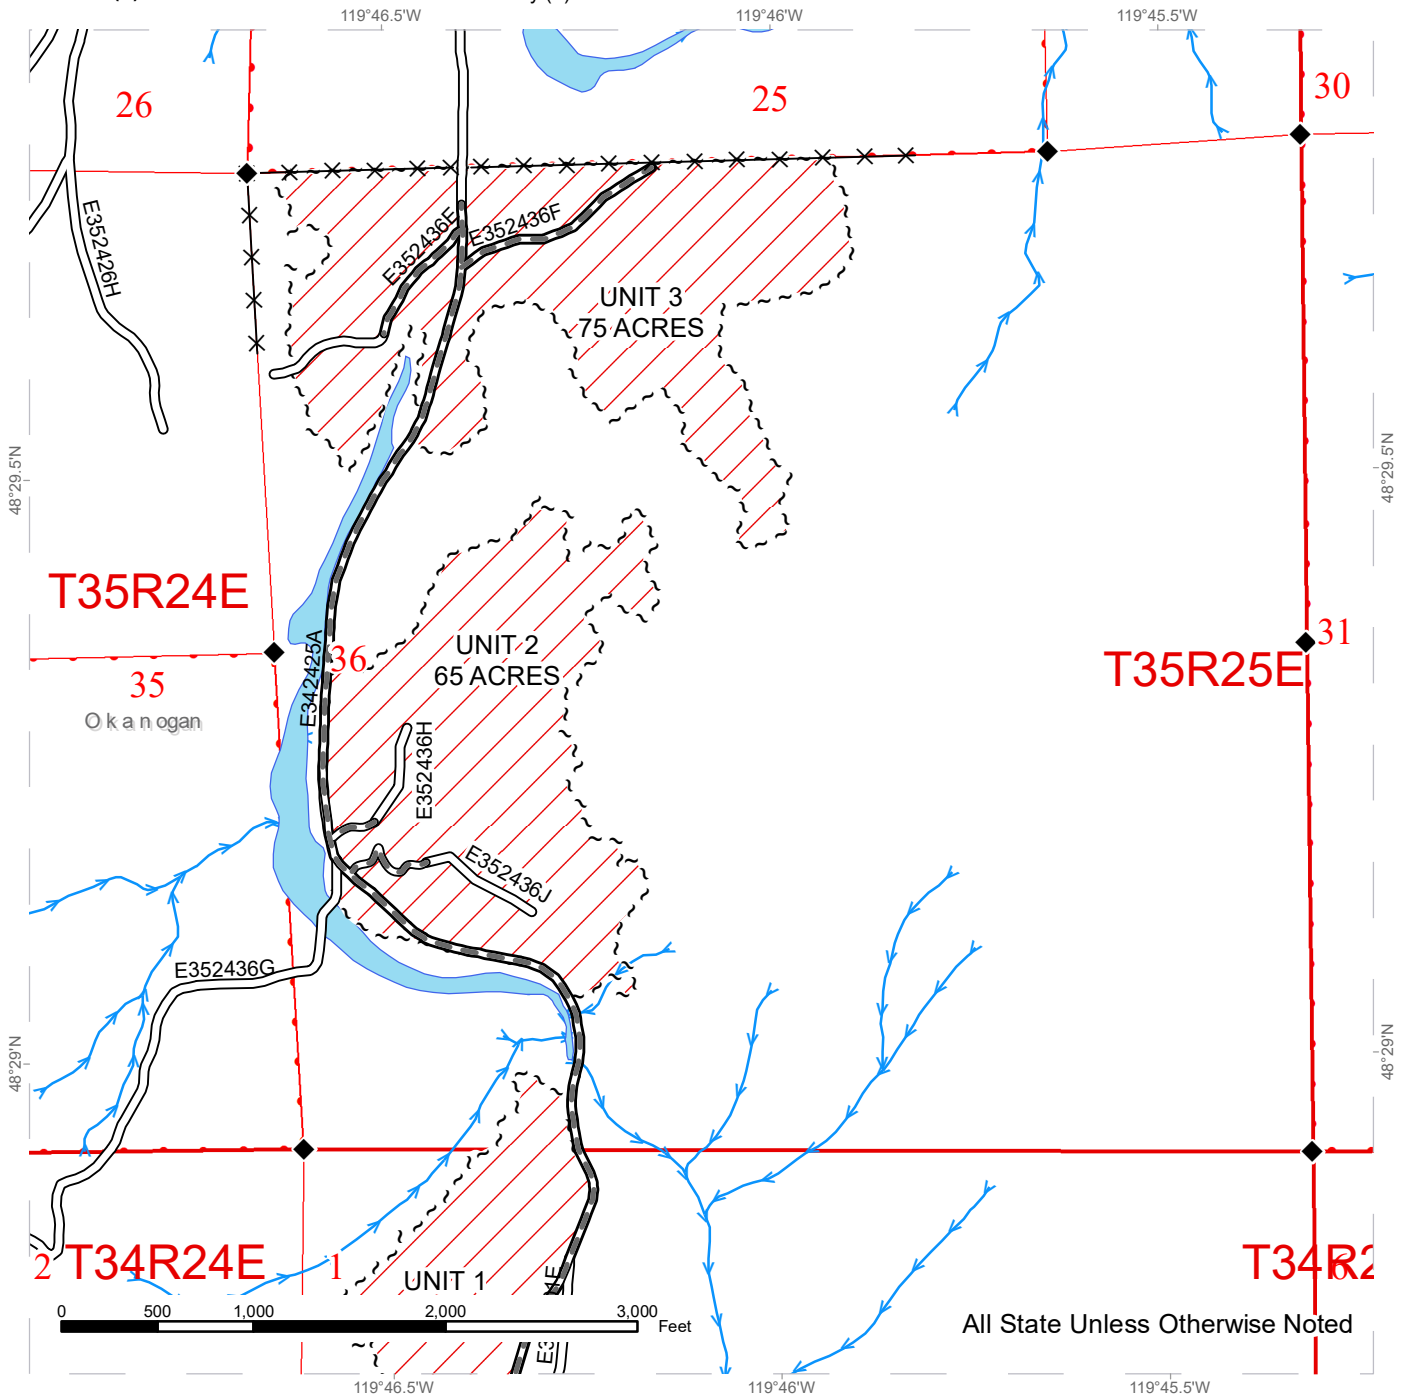 119°46.5'W 119°46'W 119°45.5'W
26
25
30
E352426H
E352436E
E352436F
UNIT 3
75 ACRES
48°29.5'N
48°29.5'N
T35R24E
36
UNIT 2
65 ACRES
31
T35R25E
35
Okanogan
E342425A
E352436H
E352436J
E352436G
48°29'N
48°29'N
2
T34R24E
1
UNIT 1
T34R2
6
0 500 1,000 2,000 3,000
Feet
All State Unless Otherwise Noted
119°46.5'W 119°46'W 119°45.5'W